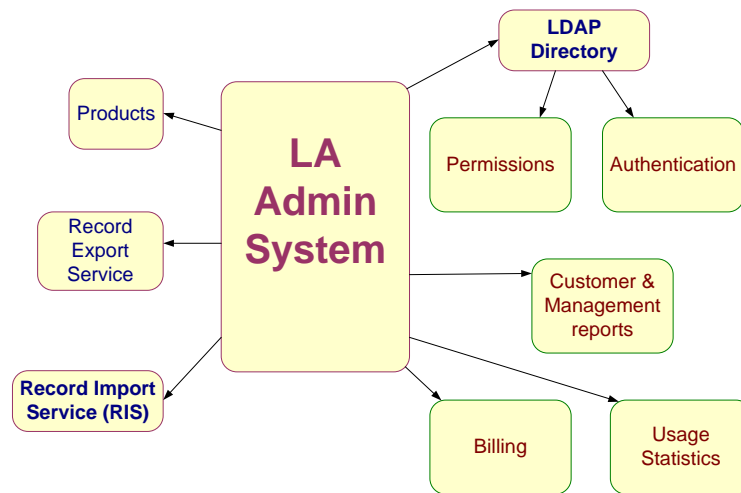 LDAP
Directory
Products
LA
Admin
System
Permissions
Authentication
Record
Export
Service
Customer &
Management
reports
Record Import
Service (RIS)
Billing
Usage
Statistics